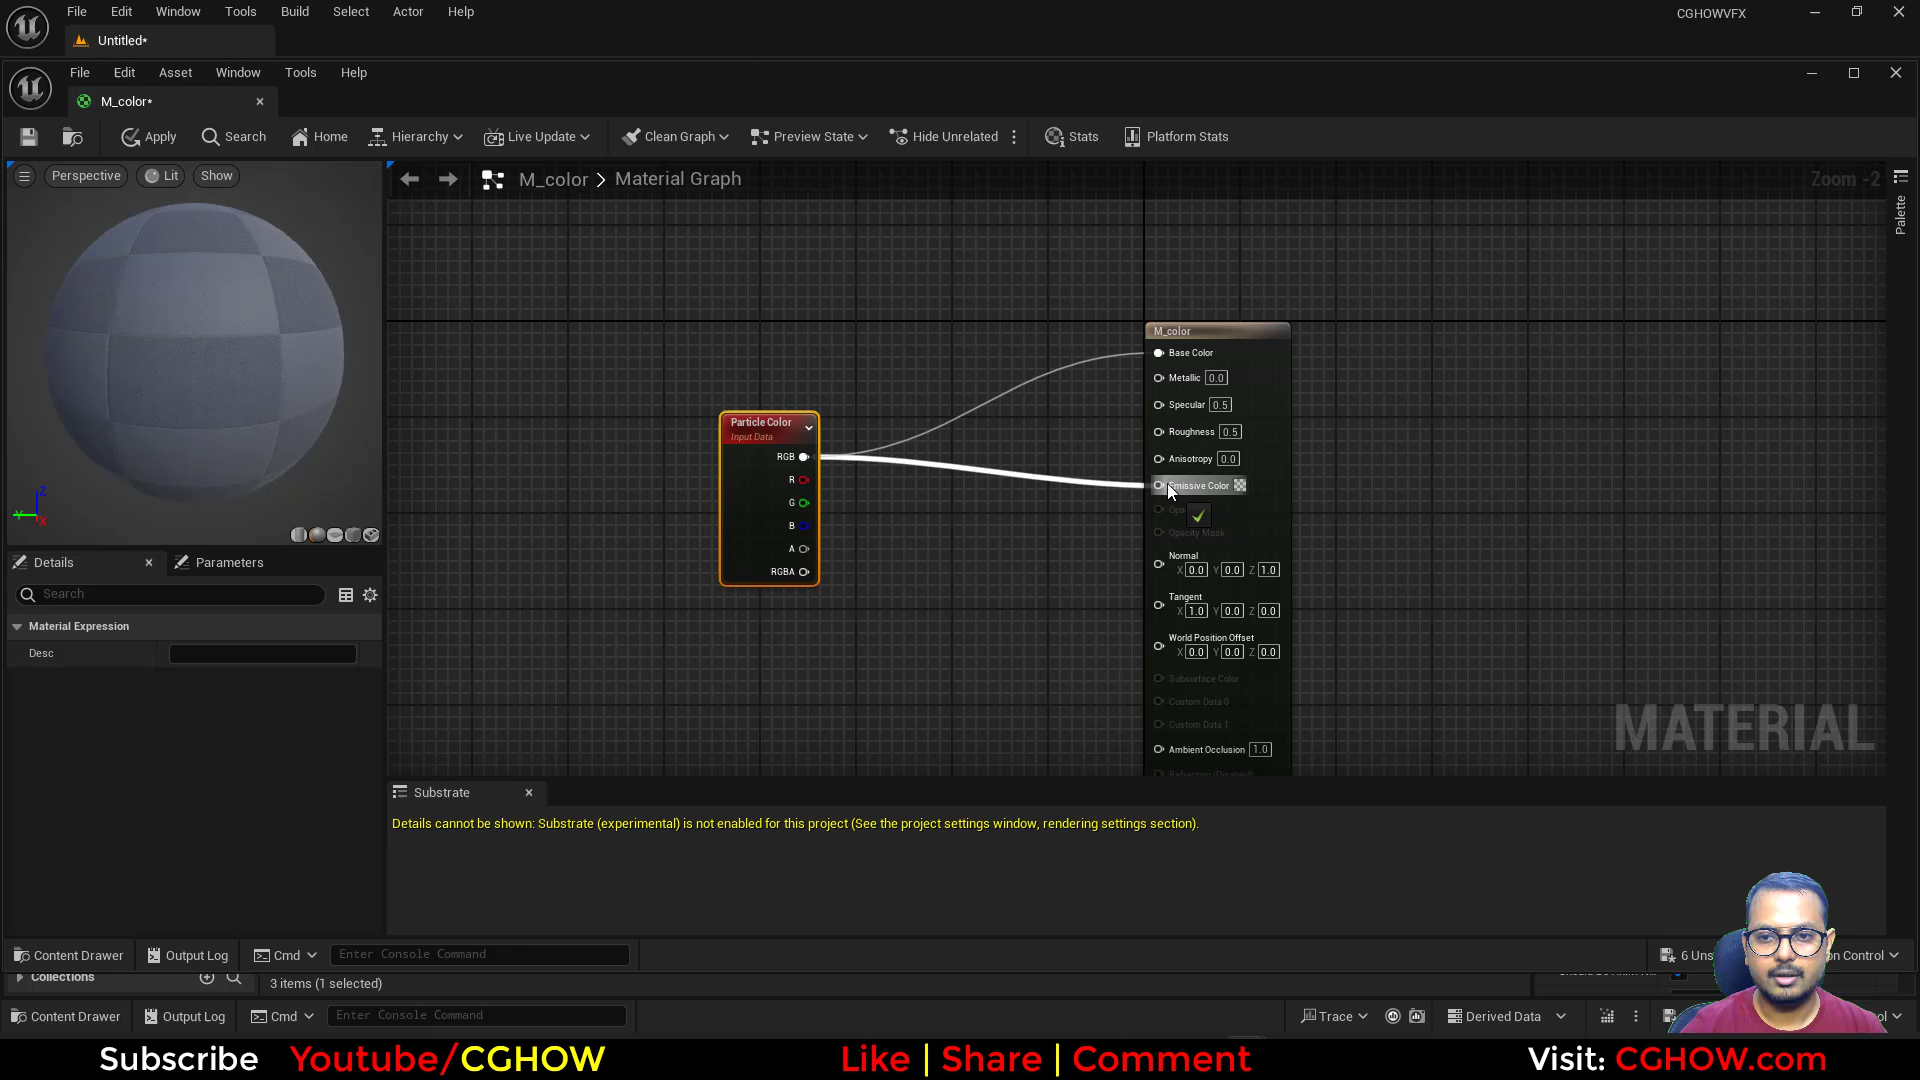 File Edit Window Tools Build Select Actor Help CGHOWVFX
Untitled*
File Edit Asset Window Tools Help
M_color*
Apply Search Home Hierarchy Live Update Clean Graph Preview State Hide Unrelated Stats Platform Stats
Perspective Lit Show
M_color > Material Graph
Zoom -2
Palette
M_color
Base Color
Metallic 0.0
Specular 0.5
Roughness 0.5
Anisotropy 0.0
Emissive Color
Opac
Opacity Mask
Normal
X 0.0 Y 0.0 Z 1.0
Tangent
X 1.0 Y 0.0 Z 0.0
World Position Offset
X 0.0 Y 0.0 Z 0.0
Subsurface Color
Custom Data 0
Custom Data 1
Ambient Occlusion 1.0
Refraction (Disabled)
Particle Color
Input Data
RGB
R
G
B
A
RGBA
MATERIAL
Z
Y
X
Details Parameters
Search
Material Expression
Desc
Substrate
Details cannot be shown: Substrate (experimental) is not enabled for this project (See the project settings window, rendering settings section).
Content Drawer Output Log Cmd Enter Console Command 6 Uns on Control
Collections 3 items (1 selected)
Content Drawer Output Log Cmd Enter Console Command Trace Derived Data ol
Subscribe Youtube/CGHOW Like | Share | Comment Visit: CGHOW.com